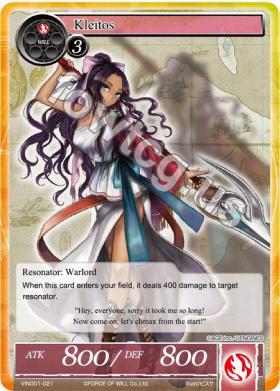 Kleitos
WILL
3
Resonator: Warlord
When this card enters your field, it deals 400 damage to target
resonator.
"Hey, everyone, sorry it took me so long!
Now come on, let's climax from the start!"
ATK 800/ DEF 800
VIN001-021
©FORCE OF WILL Co.,Ltd.